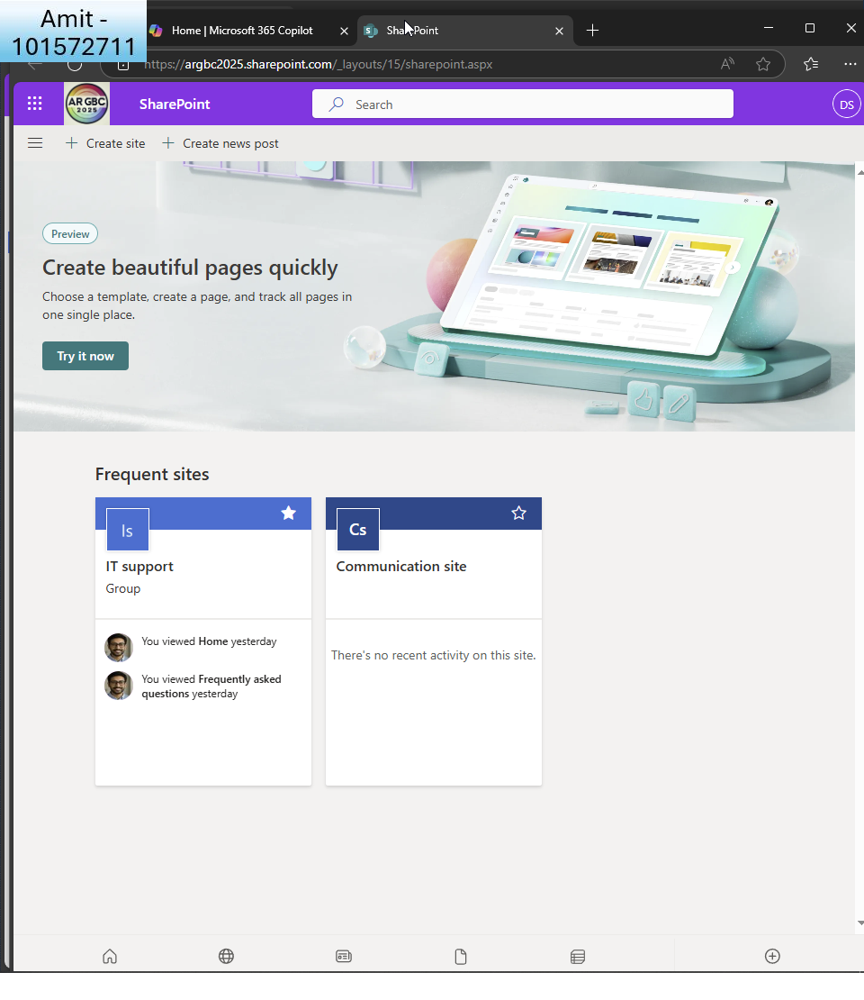 Amit -
101572711
Home | Microsoft 365 Copilot
SharePoint
https://argbc2025.sharepoint.com/_layouts/15/sharepoint.aspx
AR GBC
2025
SharePoint
Search
DS
Create site
Create news post
Preview
Create beautiful pages quickly
Choose a template, create a page, and track all pages in
one single place.
Try it now
Frequent sites
Is
IT support
Group
You viewed Home yesterday
You viewed Frequently asked
questions yesterday
Cs
Communication site
There's no recent activity on this site.